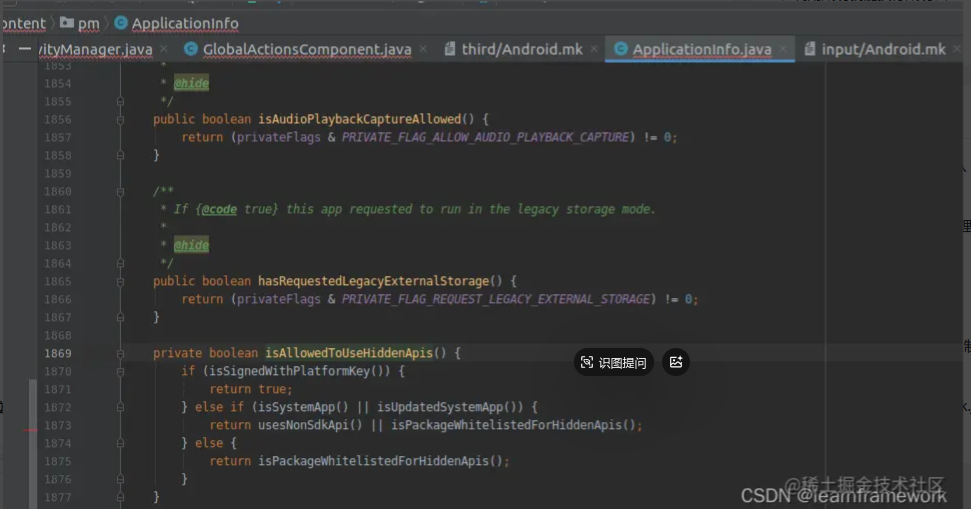 ontent pm ApplicationInfo
vityManager.java GlobalActionsComponent.java third/Android.mk ApplicationInfo.java input/Android.mk
1853 *
1854 * @hide
1855 */
1856 public boolean isAudioPlaybackCaptureAllowed() {
1857 return (privateFlags & PRIVATE_FLAG_ALLOW_AUDIO_PLAYBACK_CAPTURE) != 0;
1858 }
1859
1860 /**
1861 * If {@code true} this app requested to run in the legacy storage mode.
1862 *
1863 * @hide
1864 */
1865 public boolean hasRequestedLegacyExternalStorage() {
1866 return (privateFlags & PRIVATE_FLAG_REQUEST_LEGACY_EXTERNAL_STORAGE) != 0;
1867 }
1868
1869 private boolean isAllowedToUseHiddenApis() {
识图提问
1870 if (isSignedWithPlatformKey()) {
1871 return true;
1872 } else if (isSystemApp() || isUpdatedSystemApp()) {
1873 return usesNonSdkApi() || isPackageWhitelistedForHiddenApis();
1874 } else {
1875 return isPackageWhitelistedForHiddenApis();
1876 }
1877 }
@稀土掘金技术社区
CSDN @learnframework